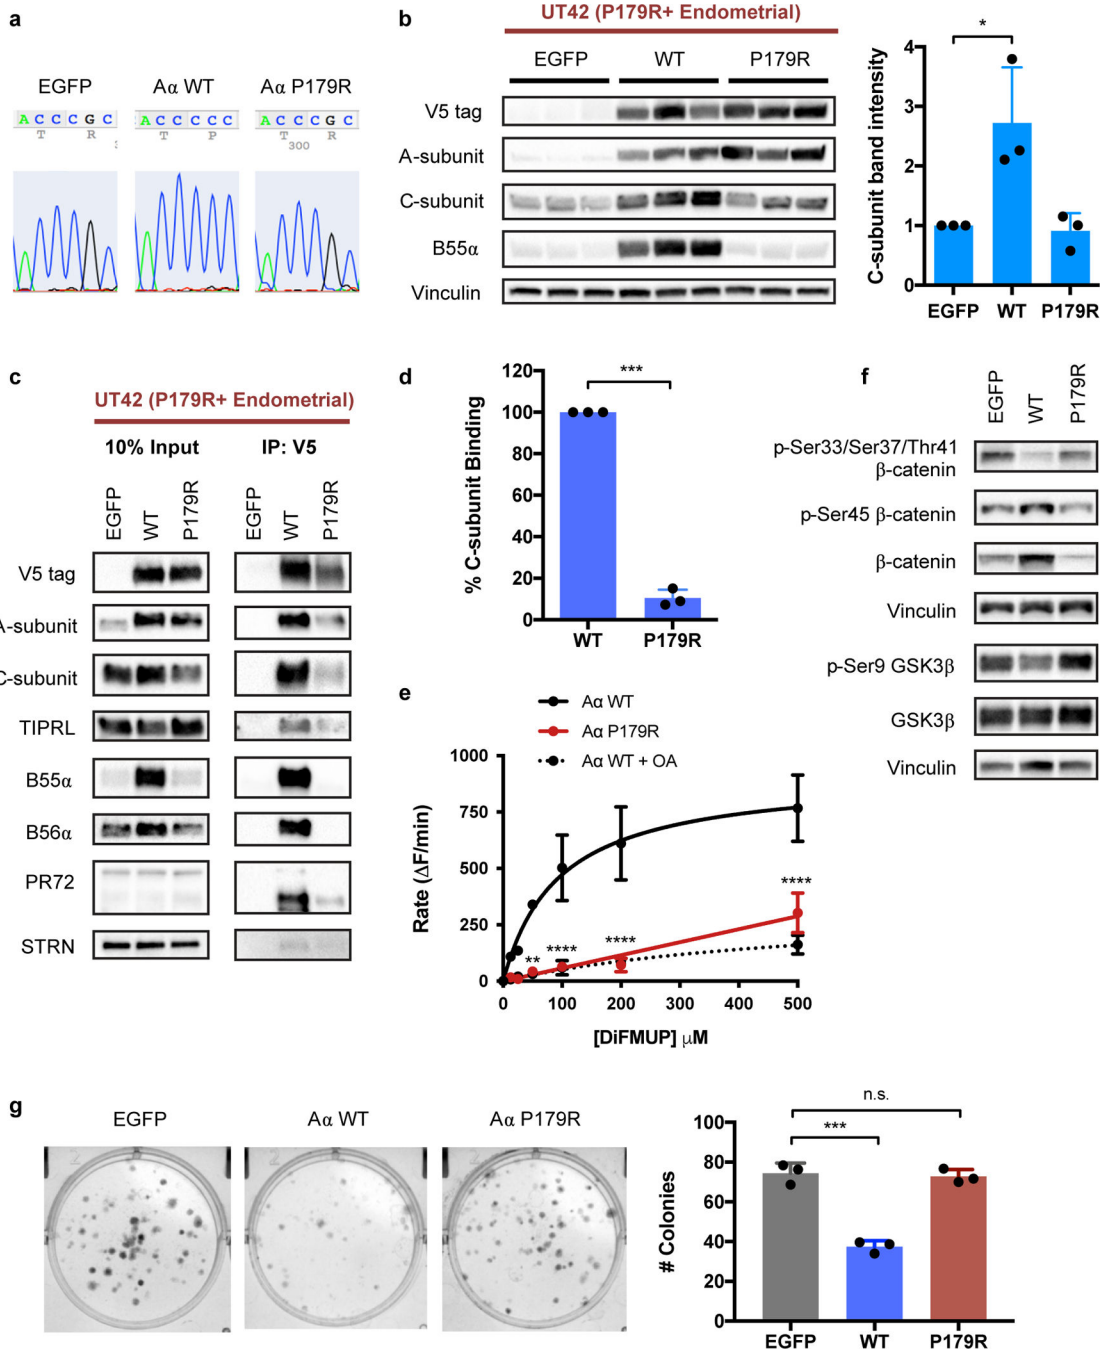 a
EGFP
Aα WT
Aα P179R
A C C C G C
A C C C C C
A C C C G C
T R
T P
T R
300
b
UT42 (P179R+ Endometrial)
EGFP
WT
P179R
V5 tag
A-subunit
C-subunit
B55α
Vinculin
C-subunit band intensity
4
3
2
1
0
*
EGFP
WT
P179R
c
UT42 (P179R+ Endometrial)
10% Input
IP: V5
EGFP
WT
P179R
EGFP
WT
P179R
V5 tag
A-subunit
C-subunit
TIPRL
B55α
B56α
PR72
STRN
d
% C-subunit Binding
120
100
80
60
40
20
0
***
WT
P179R
e
Aα WT
Aα P179R
Aα WT + OA
Rate (ΔF/min)
1000
750
500
250
0
**
****
****
****
0
100
200
300
400
500
[DiFMUP] μM
f
EGFP
WT
P179R
p-Ser33/Ser37/Thr41
β-catenin
p-Ser45 β-catenin
β-catenin
Vinculin
p-Ser9 GSK3β
GSK3β
Vinculin
g
EGFP
Aα WT
Aα P179R
# Colonies
100
80
60
40
20
0
n.s.
***
EGFP
WT
P179R